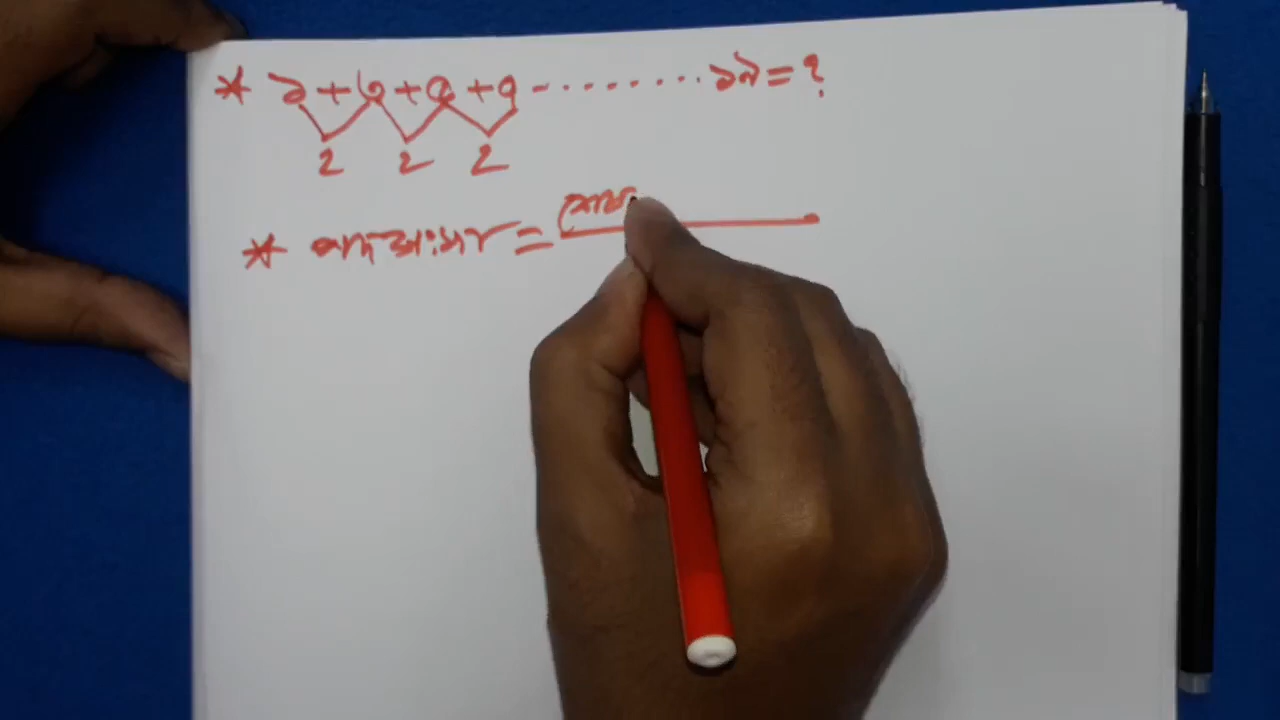 * ১ + ৩ + ৫ + ৭ - . . . . . . . . ১৯ = ?
2 2 2
* পদসংখ্যা = (শেষ